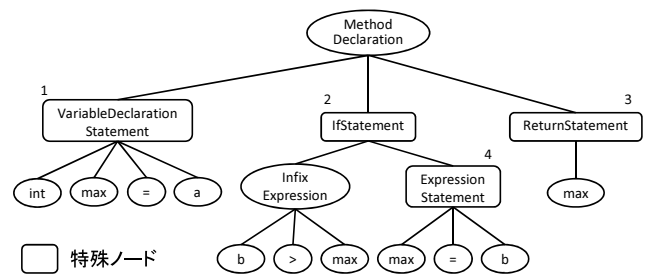 Method
Declaration
1
2
3
VariableDeclaration
Statement
IfStatement
ReturnStatement
4
int
max
=
a
Infix
Expression
Expression
Statement
max
b
>
max
max
=
b
特殊ノード